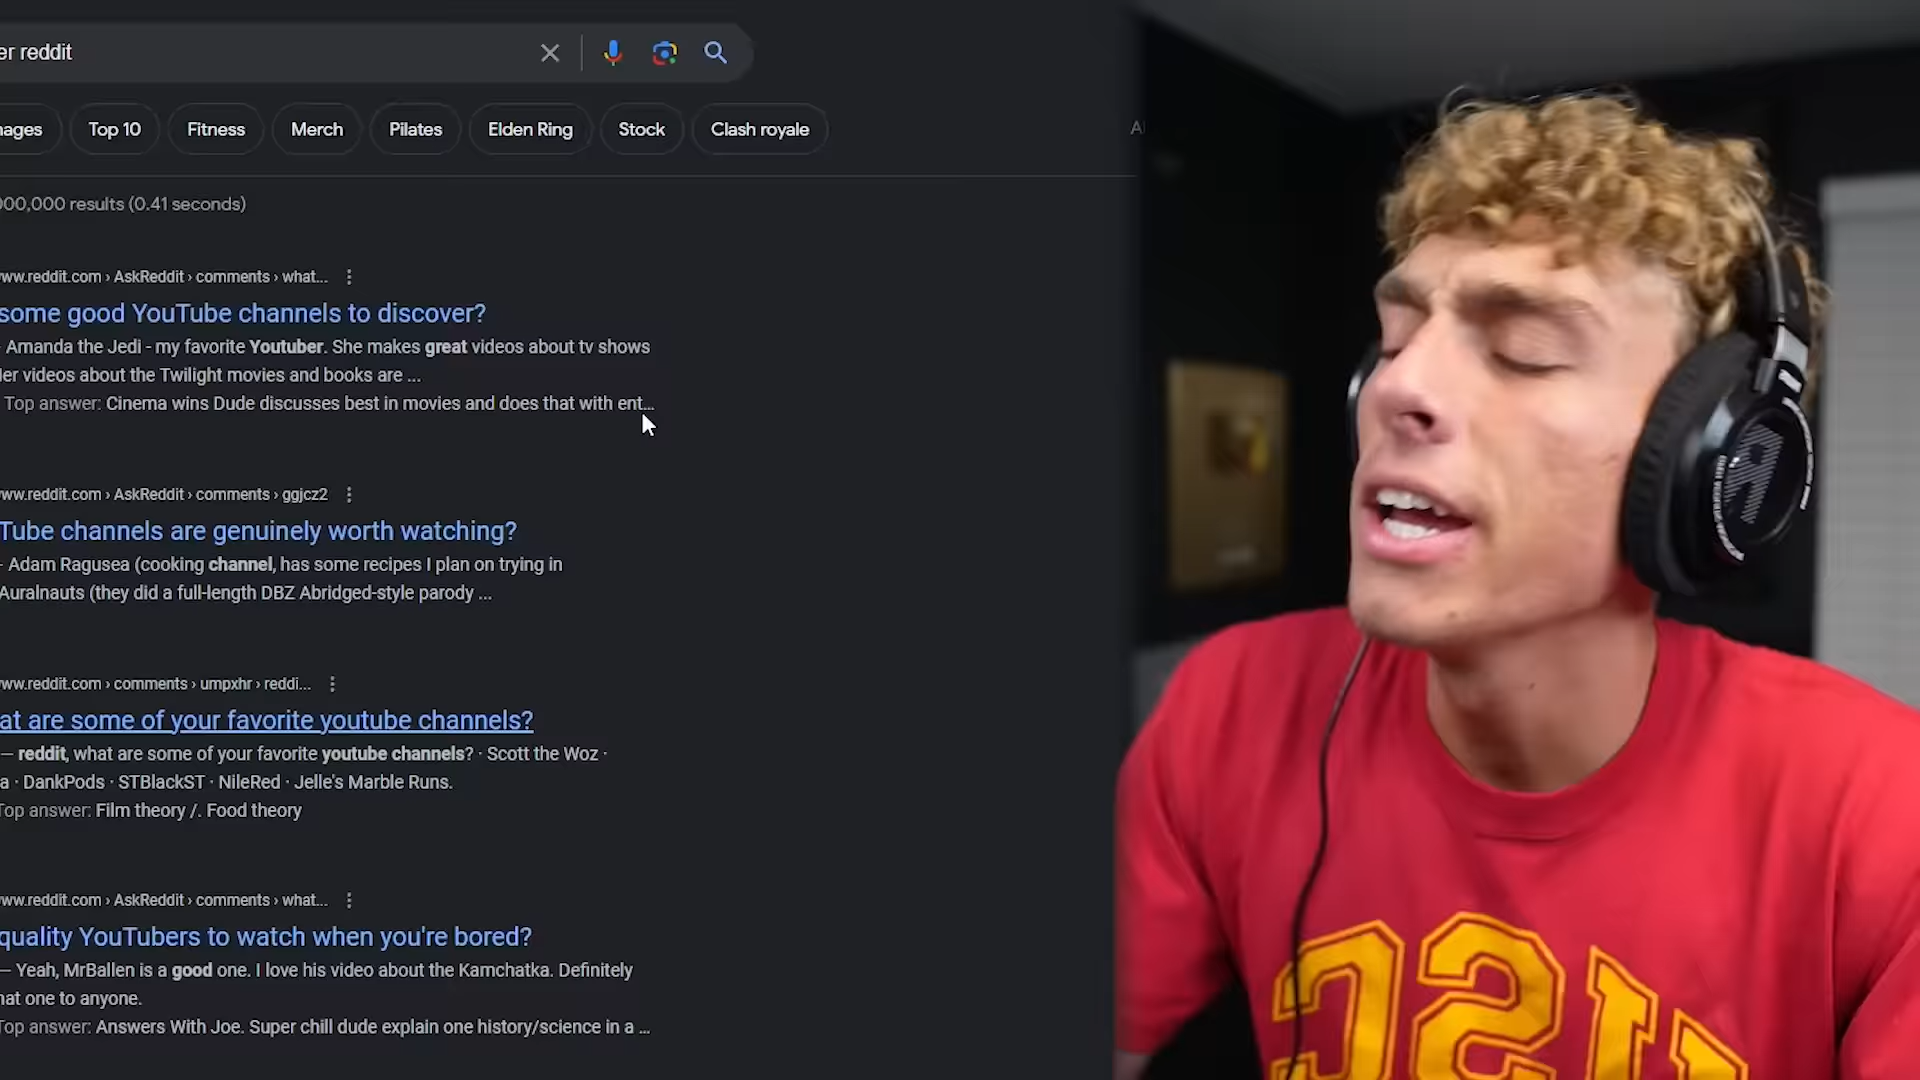 er reddit
ages
Top 10
Fitness
Merch
Pilates
Elden Ring
Stock
Clash royale
000,000 results (0.41 seconds)
ww.reddit.com › AskReddit › comments › what...
some good YouTube channels to discover?
Amanda the Jedi - my favorite Youtuber. She makes great videos about tv shows
er videos about the Twilight movies and books are ...
Top answer: Cinema wins Dude discusses best in movies and does that with ent...
ww.reddit.com › AskReddit › comments › ggjcz2
Tube channels are genuinely worth watching?
- Adam Ragusea (cooking channel, has some recipes I plan on trying in
Auralnauts (they did a full-length DBZ Abridged-style parody ...
ww.reddit.com › comments › umpxhr › reddi...
at are some of your favorite youtube channels?
— reddit, what are some of your favorite youtube channels? · Scott the Woz ·
a · DankPods · STBlackST · NileRed · Jelle's Marble Runs.
Top answer: Film theory /. Food theory
ww.reddit.com › AskReddit › comments › what...
quality YouTubers to watch when you're bored?
— Yeah, MrBallen is a good one. I love his video about the Kamchatka. Definitely
hat one to anyone.
Top answer: Answers With Joe. Super chill dude explain one history/science in a ...